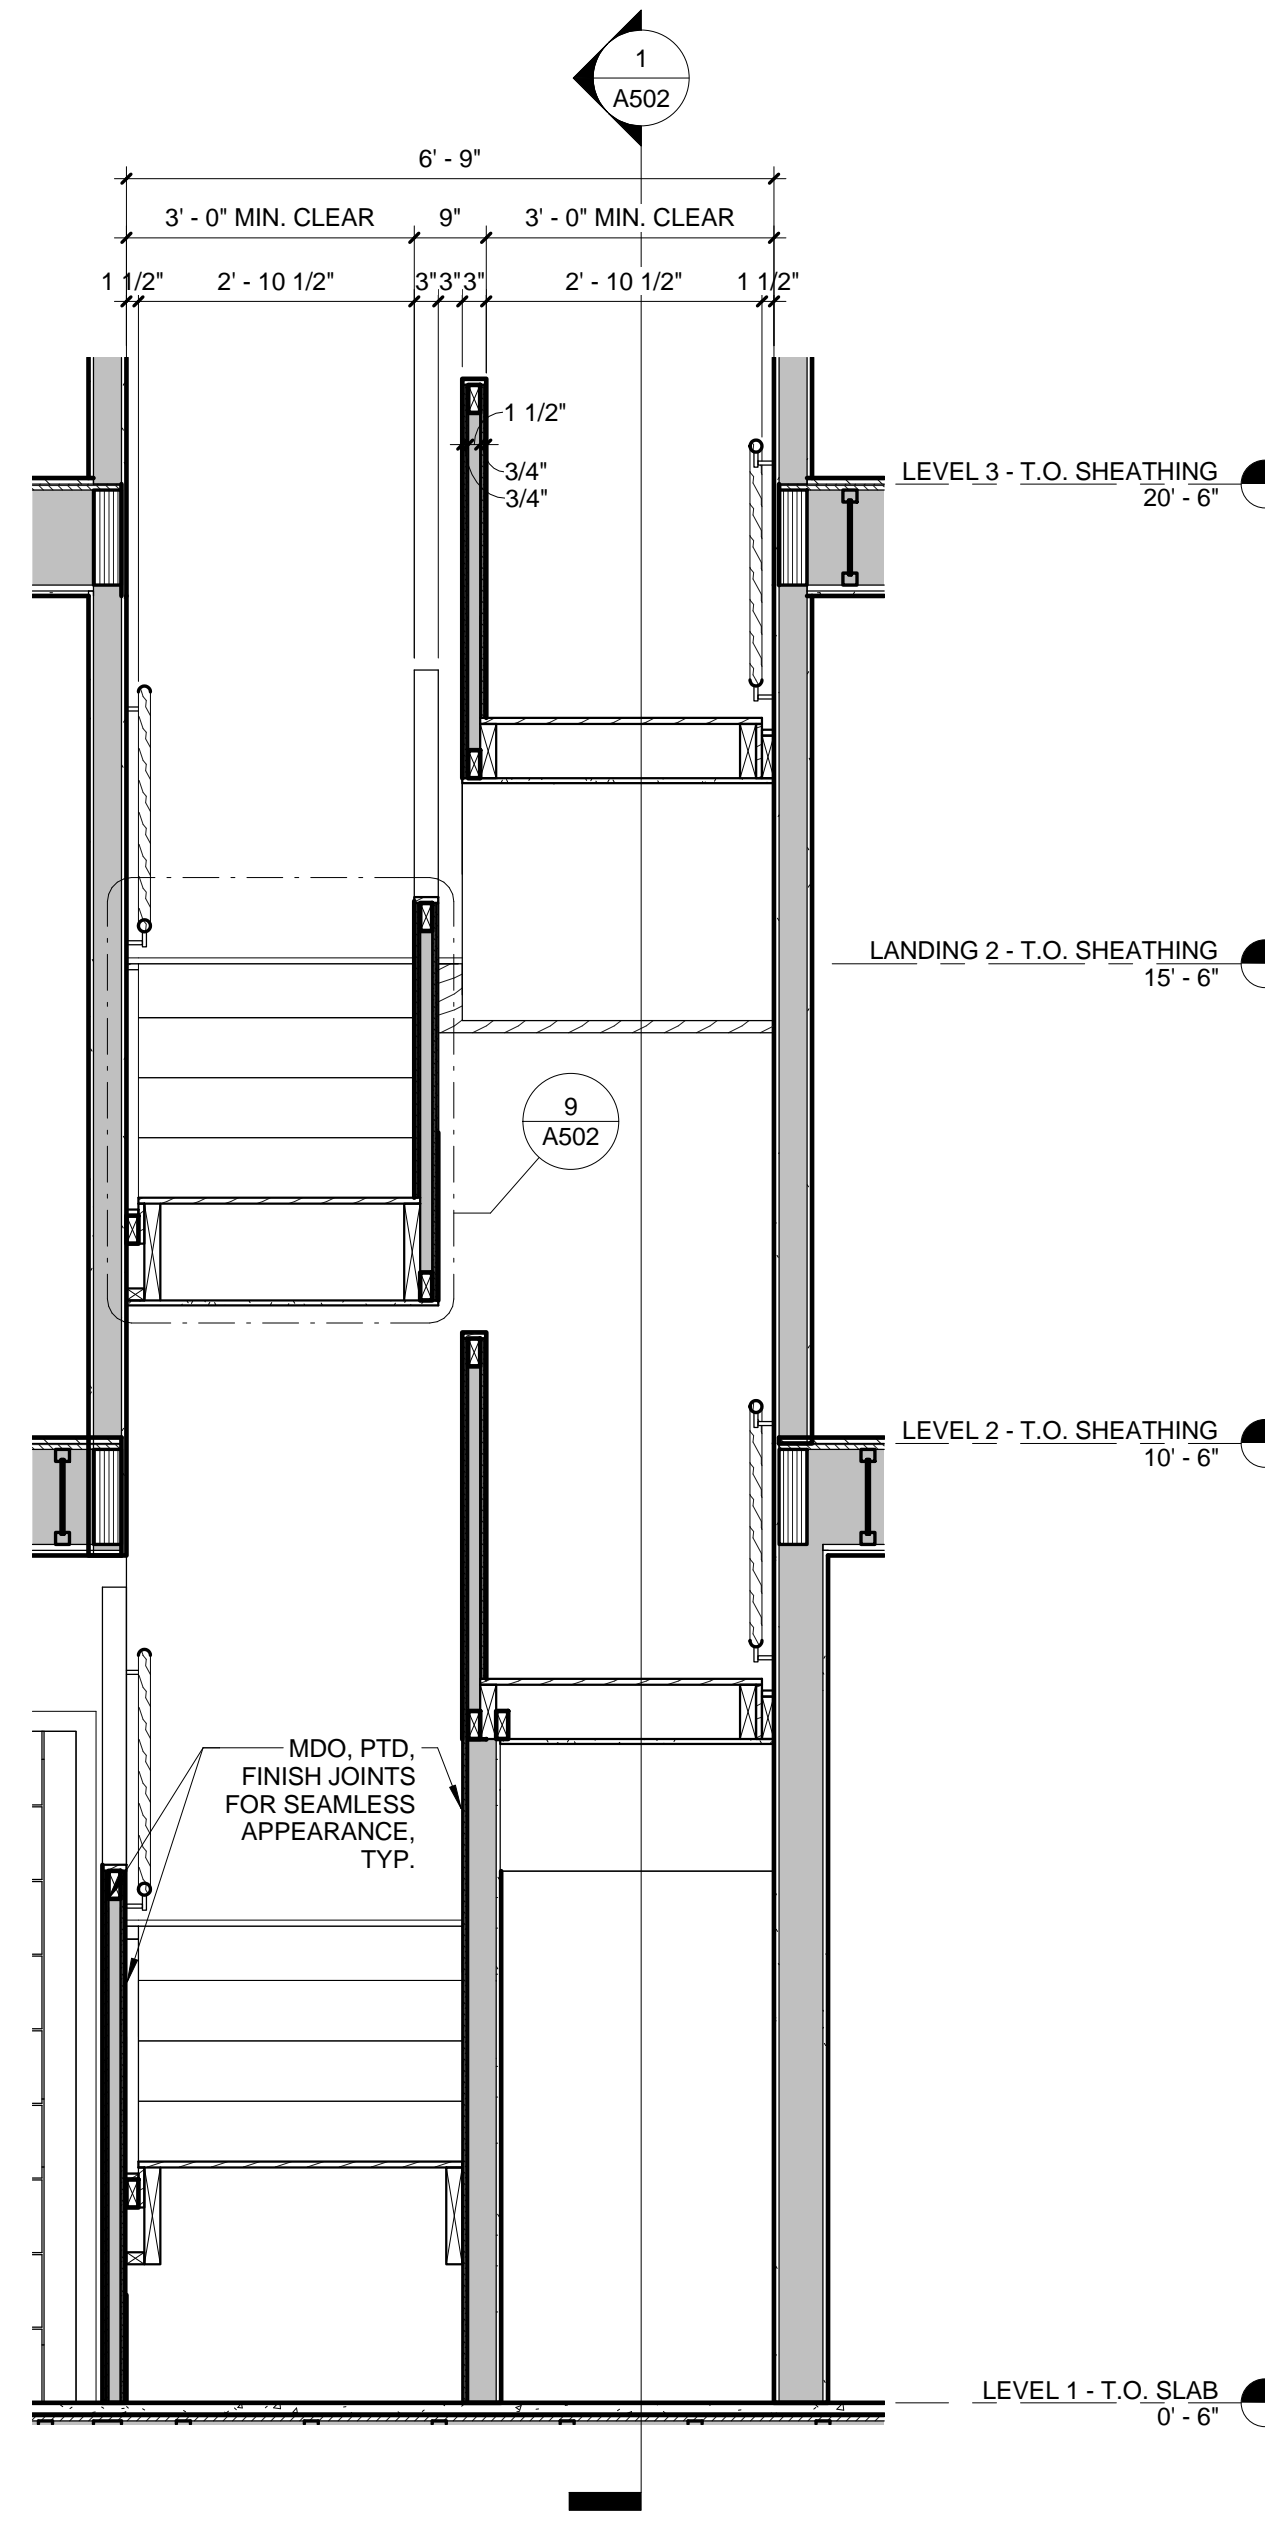 1
A502
6' - 9"
3' - 0" MIN. CLEAR 9" 3' - 0" MIN. CLEAR
1 1/2" 2' - 10 1/2" 3" 3" 3" 2' - 10 1/2" 1 1/2"
1 1/2"
3/4"
3/4"
LEVEL 3 - T.O. SHEATHING
20' - 6"
LANDING 2 - T.O. SHEATHING
15' - 6"
9
A502
LEVEL 2 - T.O. SHEATHING
10' - 6"
MDO, PTD,
FINISH JOINTS
FOR SEAMLESS
APPEARANCE,
TYP.
LEVEL 1 - T.O. SLAB
0' - 6"